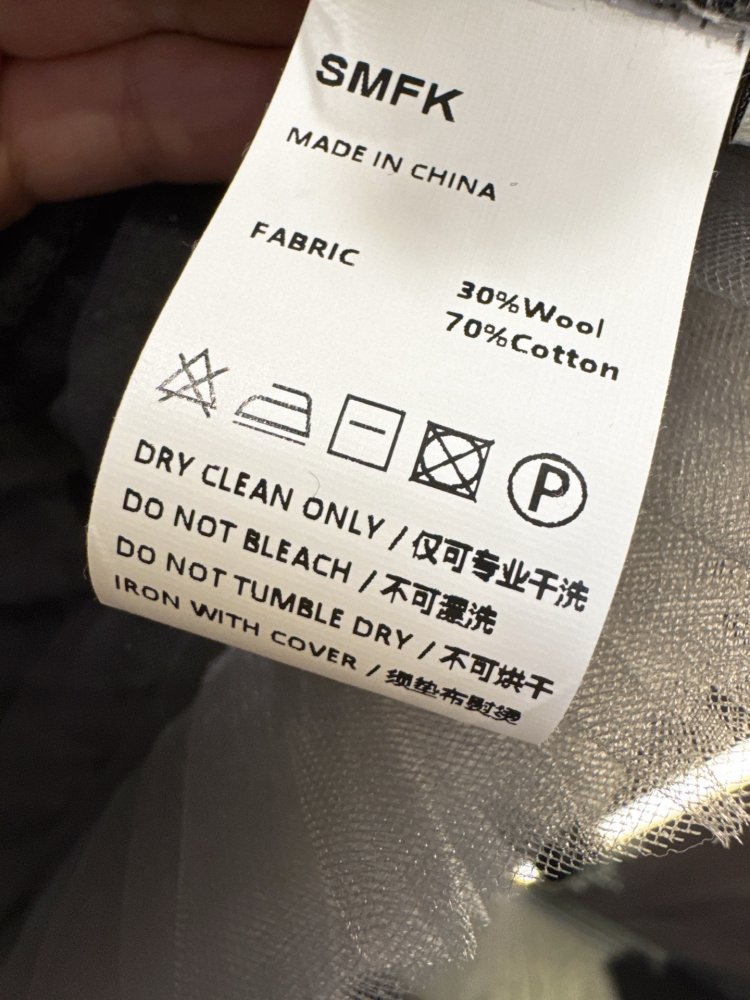 SMFK
MADE IN CHINA
FABRIC
30%Wool
70%Cotton
P
DRY CLEAN ONLY / 仅可专业干洗
DO NOT BLEACH / 不可漂洗
DO NOT TUMBLE DRY / 不可烘干
IRON WITH COVER / 须垫布熨烫